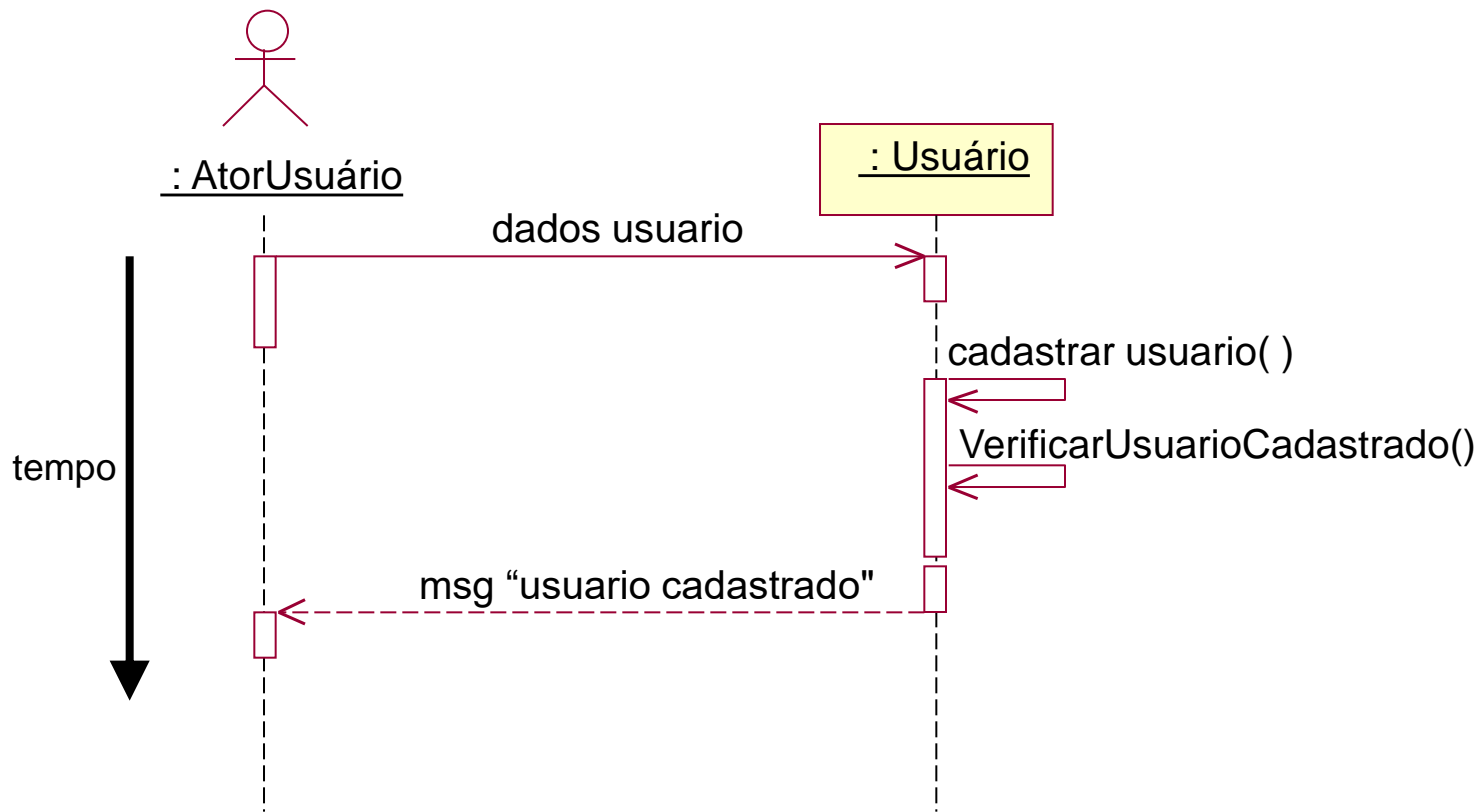 : AtorUsuário
: Usuário
dados usuario
cadastrar usuario( )
VerificarUsuarioCadastrado()
tempo
msg “usuario cadastrado"